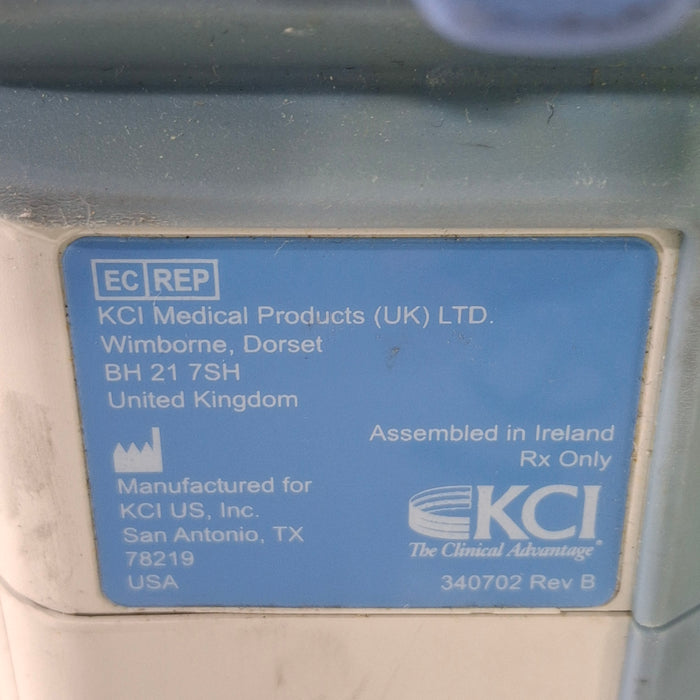 EC REP
KCI Medical Products (UK) LTD.
Wimborne, Dorset
BH 21 7SH
United Kingdom
Manufactured for
KCI US, Inc.
San Antonio, TX
78219
USA
Assembled in Ireland
Rx Only
KCI
The Clinical Advantage®
340702 Rev B